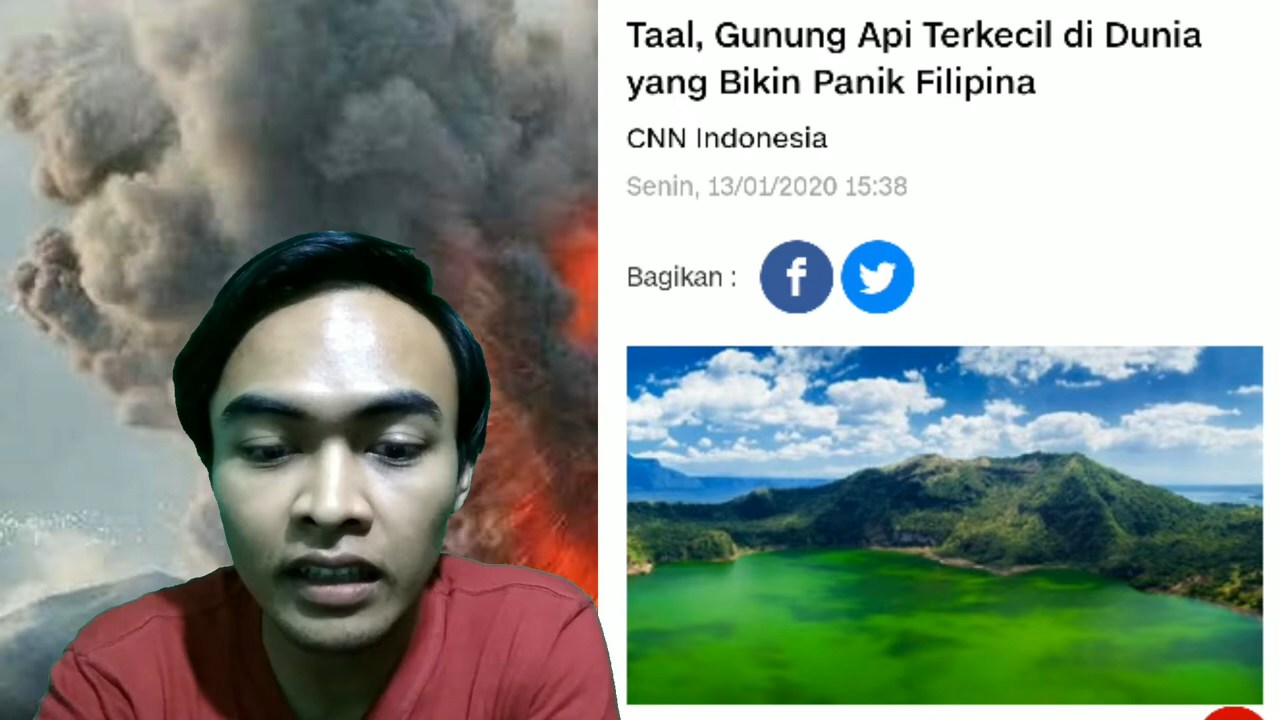 Taal, Gunung Api Terkecil di Dunia
yang Bikin Panik Filipina
CNN Indonesia
Senin, 13/01/2020 15:38
Bagikan :